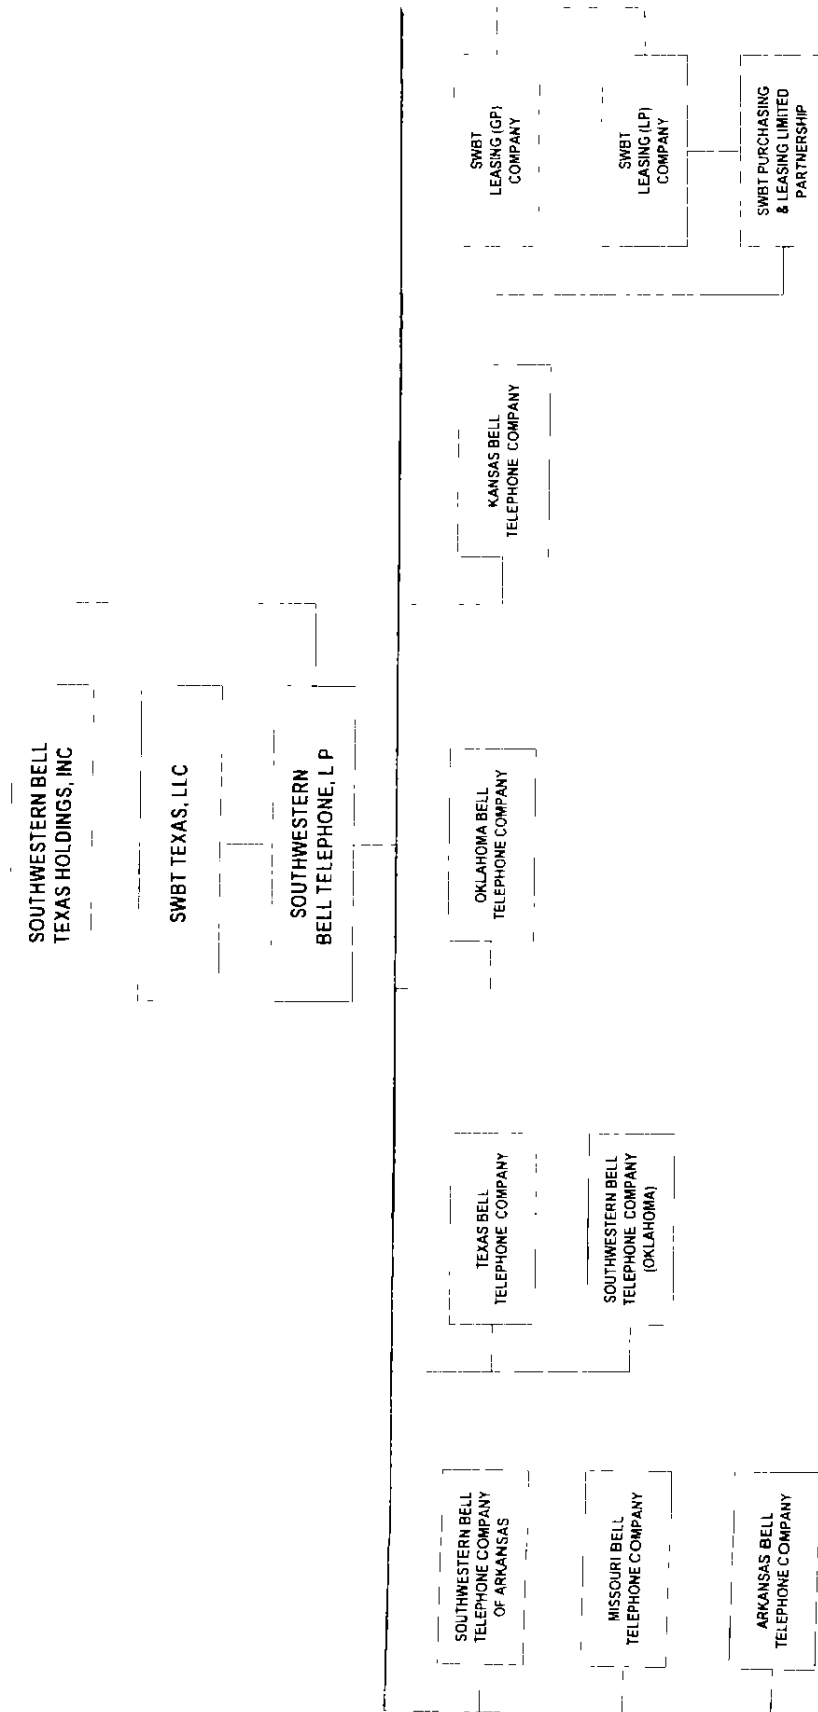 SOUTHWESTERN BELL
TEXAS HOLDINGS, INC
SWBT TEXAS, LLC
SOUTHWESTERN
BELL TELEPHONE, L P
SOUTHWESTERN BELL
TELEPHONE COMPANY
OF ARKANSAS
MISSOURI BELL
TELEPHONE COMPANY
ARKANSAS BELL
TELEPHONE COMPANY
TEXAS BELL
TELEPHONE COMPANY
SOUTHWESTERN BELL
TELEPHONE COMPANY
(OKLAHOMA)
OKLAHOMA BELL
TELEPHONE COMPANY
KANSAS BELL
TELEPHONE COMPANY
SWBT
LEASING (GP)
COMPANY
SWBT
LEASING (LP)
COMPANY
SWBT PURCHASING
& LEASING LIMITED
PARTNERSHIP